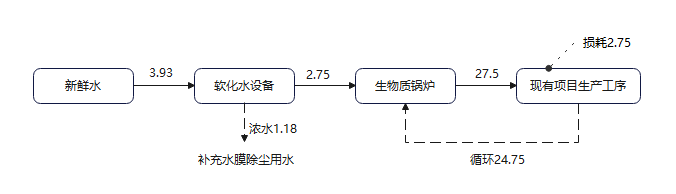 损耗2.75
3.93
2.75
27.5
新鲜水
软化水设备
生物质锅炉
现有项目生产工序
浓水1.18
补充水膜除尘用水
循环24.75